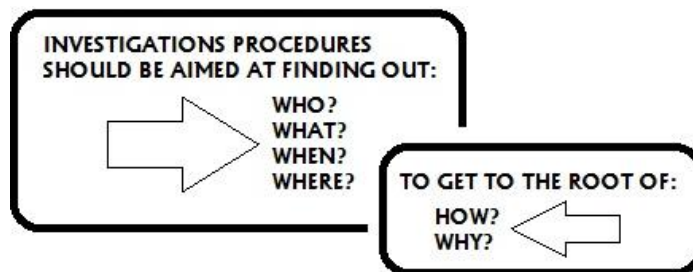 INVESTIGATIONS PROCEDURES
SHOULD BE AIMED AT FINDING OUT:
WHO?
WHAT?
WHEN?
WHERE?
TO GET TO THE ROOT OF:
HOW?
WHY?